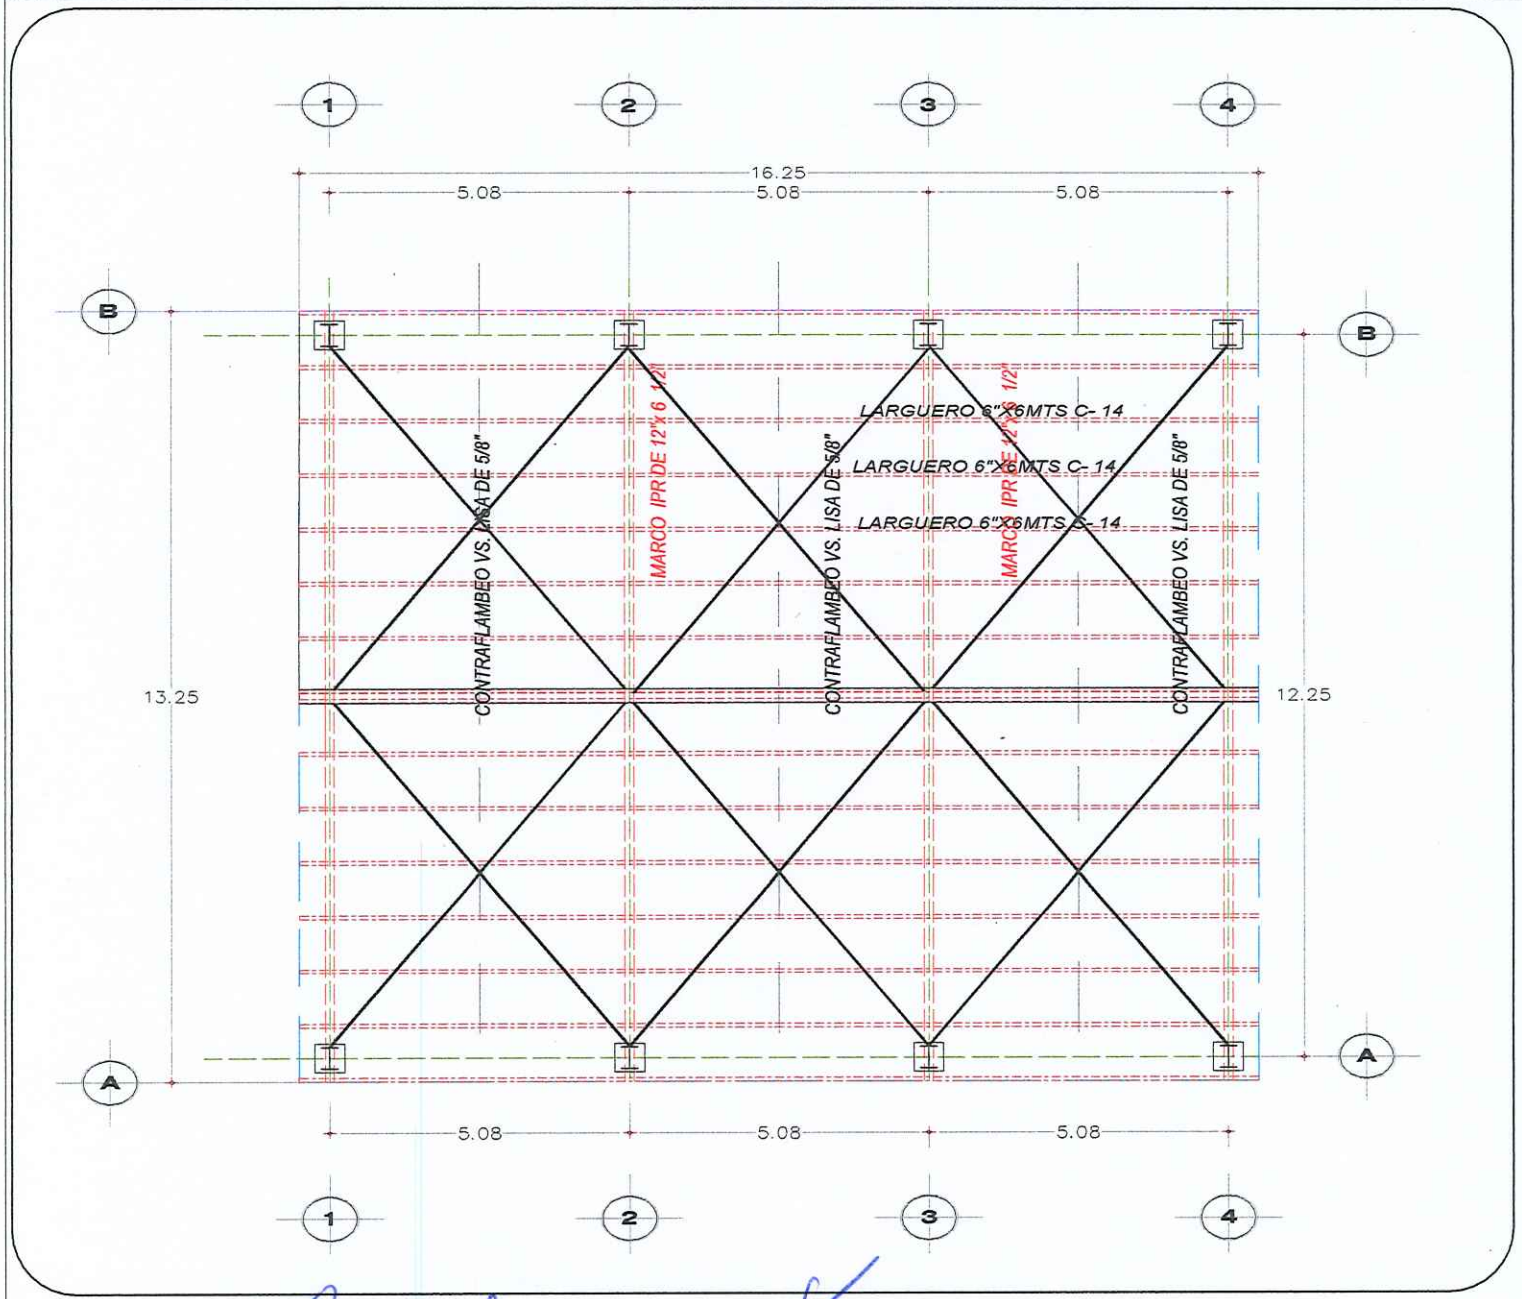 1 2 3 4
16.25
5.08 5.08 5.08
B B
MARCO IPR DE 12"x 6 1/2"
MARCO IPR DE 12"x 6 1/2"
LARGUERO 6"X6MTS C- 14
LARGUERO 6"X6MTS C- 14
LARGUERO 6"X6MTS C- 14
CONTRAFLAMBEO VS. LISA DE 5/8"
CONTRAFLAMBEO VS. LISA DE 5/8"
CONTRAFLAMBEO VS. LISA DE 5/8"
13.25 12.25
A A
5.08 5.08 5.08
1 2 3 4